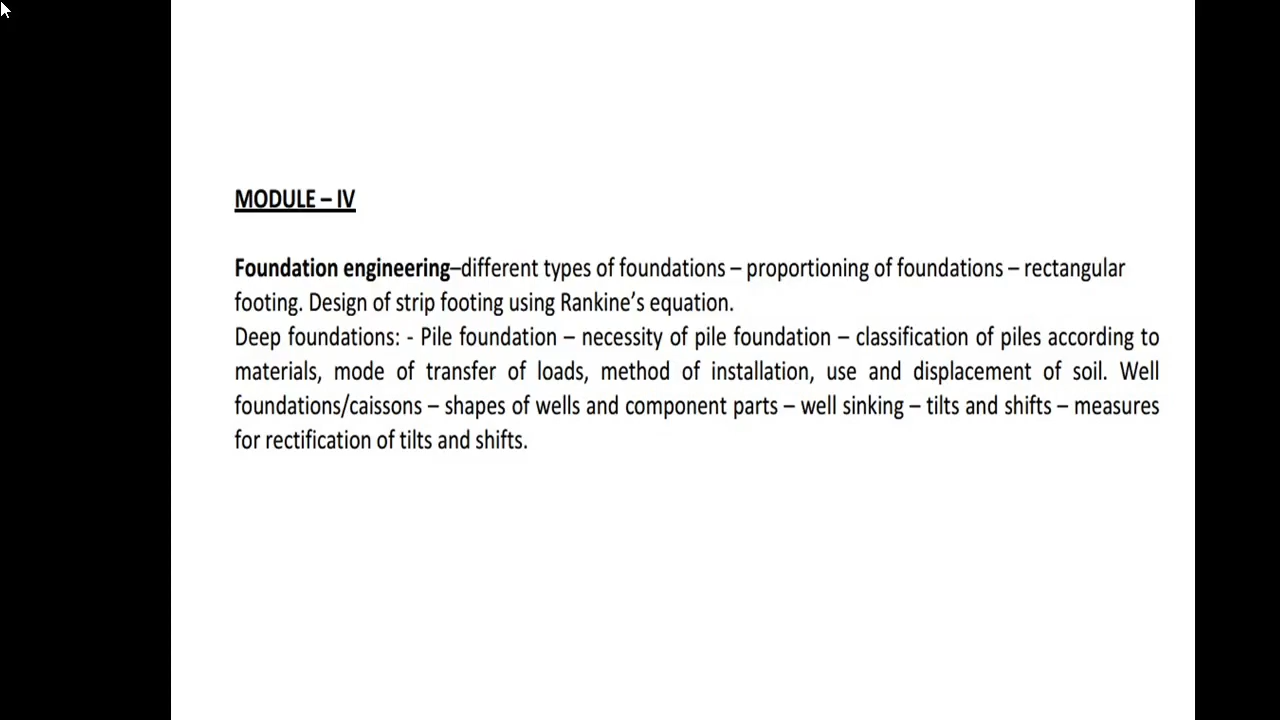 MODULE – IV
Foundation engineering–different types of foundations – proportioning of foundations – rectangular
footing. Design of strip footing using Rankine’s equation.
Deep foundations: - Pile foundation – necessity of pile foundation – classification of piles according to
materials, mode of transfer of loads, method of installation, use and displacement of soil. Well
foundations/caissons – shapes of wells and component parts – well sinking – tilts and shifts – measures
for rectification of tilts and shifts.